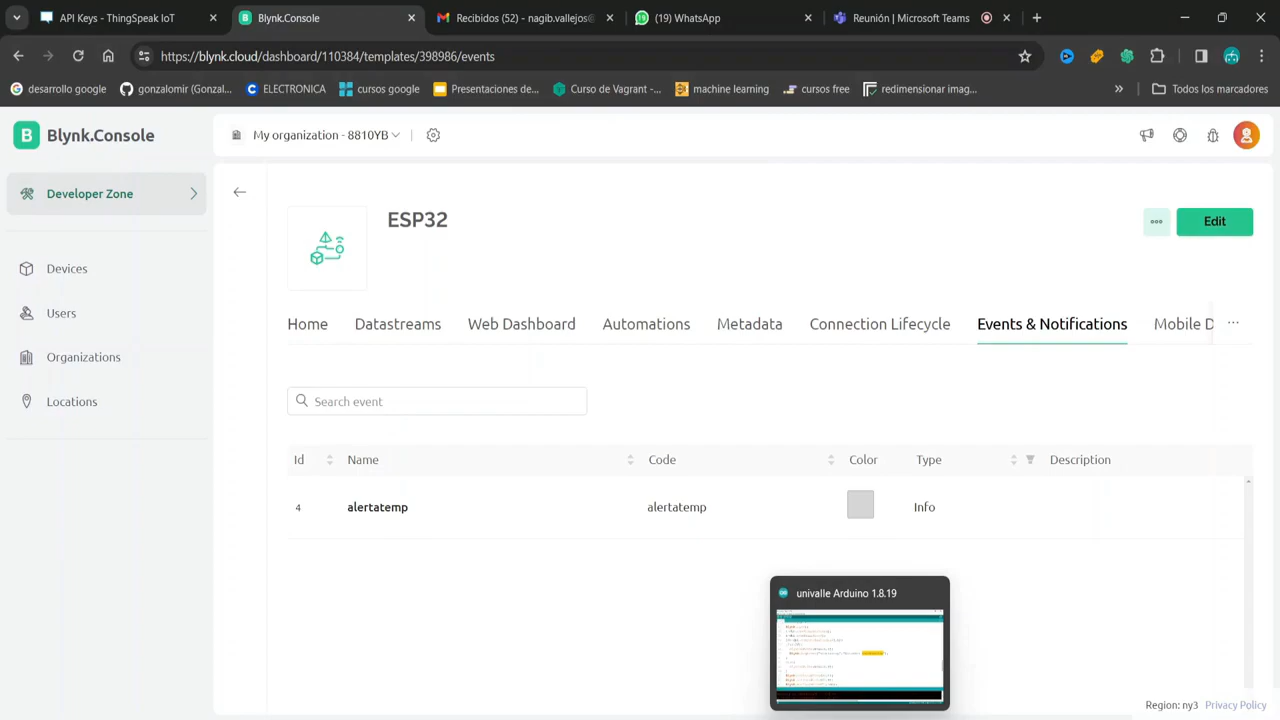 API Keys - ThingSpeak IoT
Blynk.Console
Recibidos (52) - nagib.vallejos@
(19) WhatsApp
Reunión | Microsoft Teams
https://blynk.cloud/dashboard/110384/templates/398986/events
desarrollo google
gonzalomir (Gonzal...
ELECTRONICA
cursos google
Presentaciones de...
Curso de Vagrant -...
machine learning
cursos free
redimensionar imag...
Todos los marcadores
B Blynk.Console
My organization - 8810YB
Developer Zone
Devices
Users
Organizations
Locations
ESP32
Edit
Home
Datastreams
Web Dashboard
Automations
Metadata
Connection Lifecycle
Events & Notifications
Mobile D
Search event
Id
Name
Code
Color
Type
Description
4
alertatemp
alertatemp
Info
univalle Arduino 1.8.19
Region: ny3
Privacy Policy